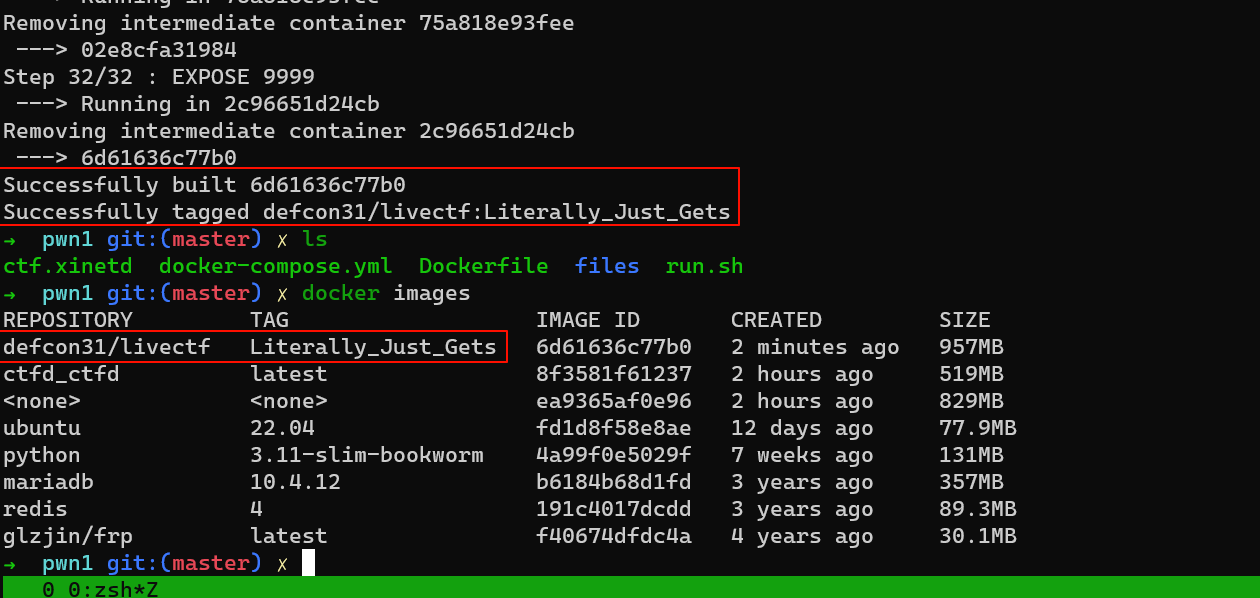 Running in 78a818e93fee
Removing intermediate container 75a818e93fee
 ---> 02e8cfa31984
Step 32/32 : EXPOSE 9999
 ---> Running in 2c96651d24cb
Removing intermediate container 2c96651d24cb
 ---> 6d61636c77b0
Successfully built 6d61636c77b0
Successfully tagged defcon31/livectf:Literally_Just_Gets
→  pwn1 git:(master) ✗ ls
ctf.xinetd  docker-compose.yml  Dockerfile  files  run.sh
→  pwn1 git:(master) ✗ docker images
REPOSITORY         TAG                  IMAGE ID       CREATED         SIZE
defcon31/livectf   Literally_Just_Gets   6d61636c77b0   2 minutes ago   957MB
ctfd_ctfd          latest               8f3581f61237   2 hours ago     519MB
<none>             <none>               ea9365af0e96   2 hours ago     829MB
ubuntu             22.04                fd1d8f58e8ae   12 days ago     77.9MB
python             3.11-slim-bookworm   4a99f0e5029f   7 weeks ago     131MB
mariadb            10.4.12              b6184b68d1fd   3 years ago     357MB
redis              4                    191c4017dcdd   3 years ago     89.3MB
glzjin/frp         latest               f40674dfdc4a   4 years ago     30.1MB
→  pwn1 git:(master) ✗
0 0:zsh*Z